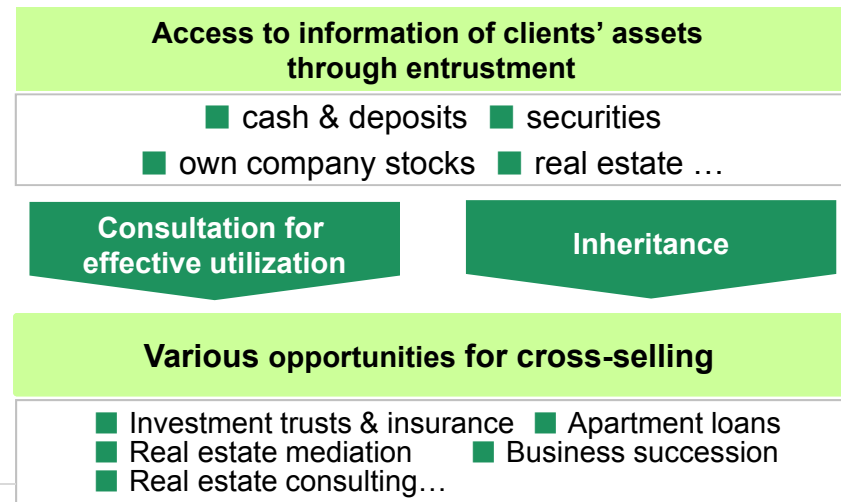 Access to information of clients’ assets
through entrustment
■ cash & deposits ■ securities
■ own company stocks ■ real estate …
Consultation for
effective utilization
Inheritance
Various opportunities for cross-selling
■ Investment trusts & insurance ■ Apartment loans
■ Real estate mediation ■ Business succession
■ Real estate consulting…